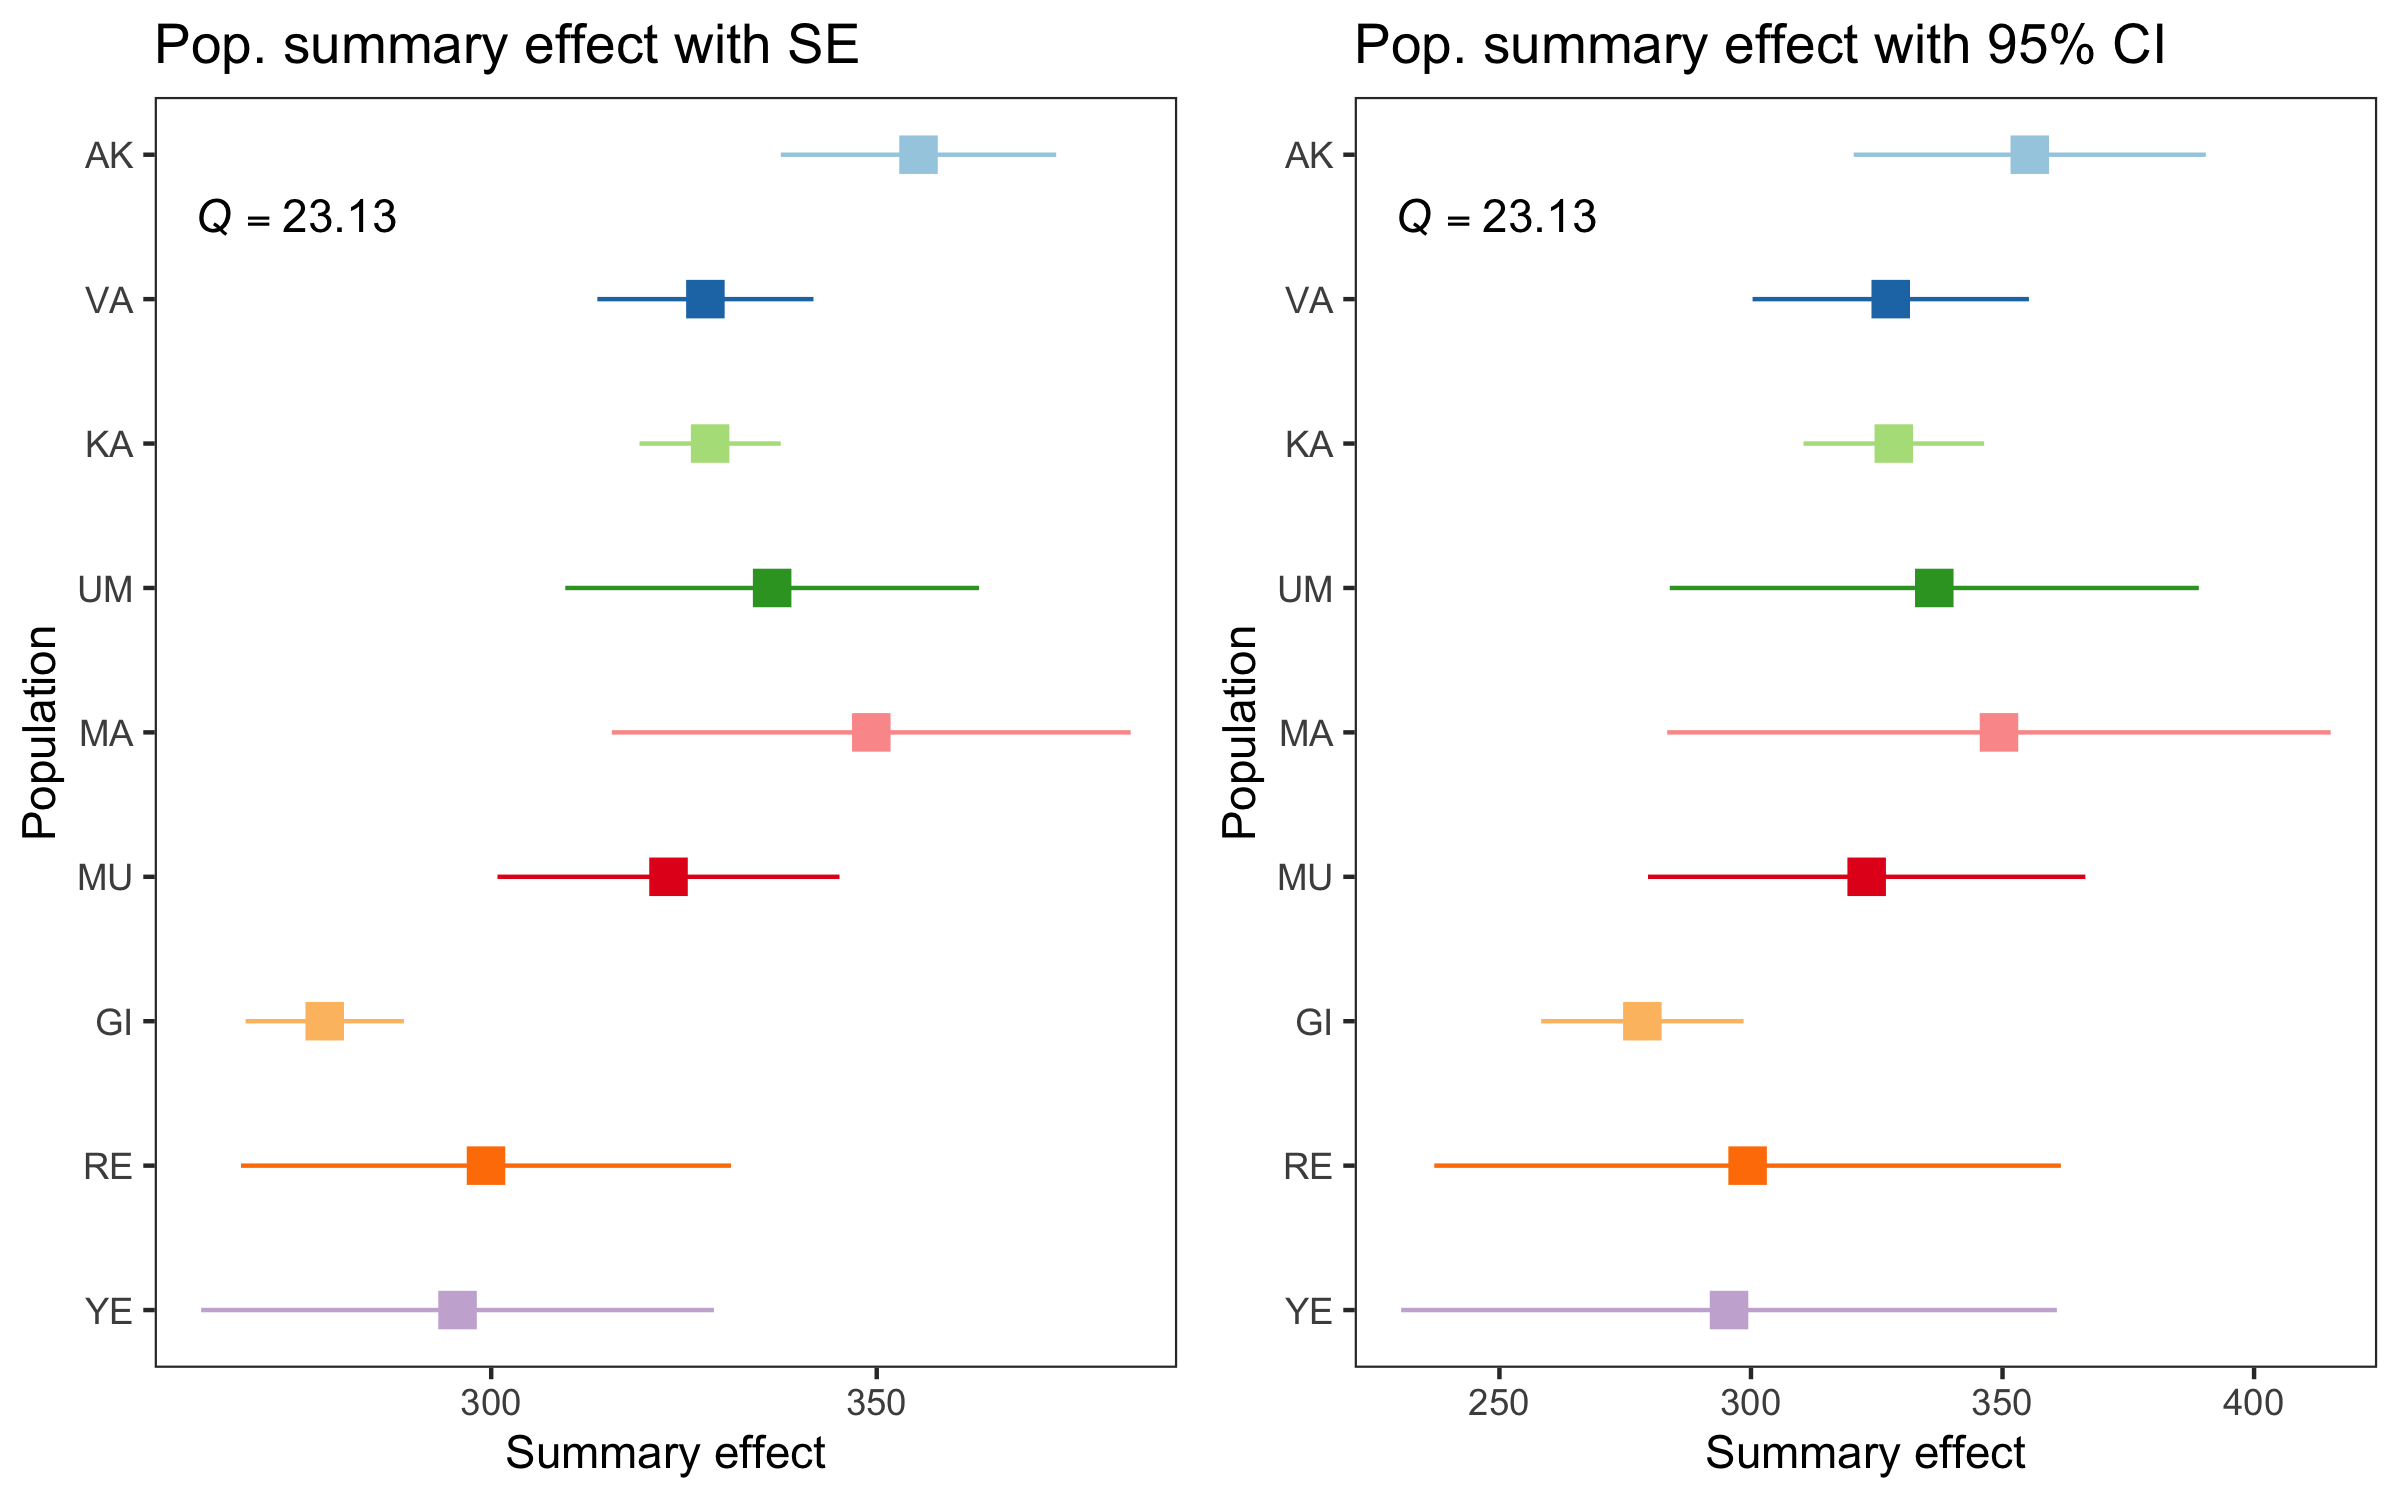 Pop. summary effect with SE
AK
Q = 23.13
VA
KA
UM
MA
MU
GI
RE
YE
Population
300 350
Summary effect
Pop. summary effect with 95% CI
AK
Q = 23.13
VA
KA
UM
MA
MU
GI
RE
YE
Population
250 300 350 400
Summary effect